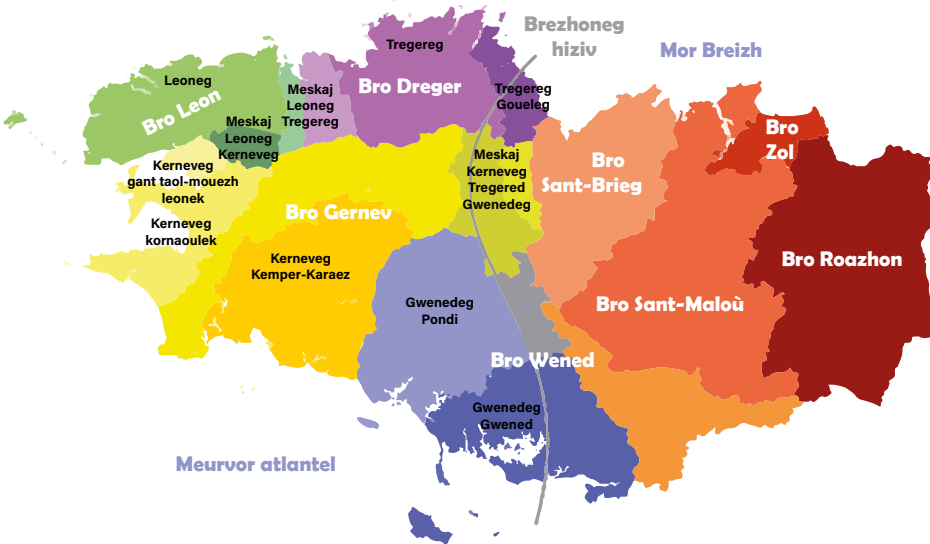 Brezhoneg
hiziv
Mor Breizh
Tregereg
Leoneg
Bro Leon
Bro Dreger
Meskaj
Leoneg
Tregereg
Tregereg
Goueleg
Meskaj
Leoneg
Kerneveg
Bro
Zol
Kerneveg
gant taol-mouezh
leonek
Meskaj
Kerneveg
Tregered
Gwenedeg
Bro
Sant-Brieg
Kerneveg
kornaoulek
Bro Gernev
Kerneveg
Kemper-Karaez
Bro Roazhon
Gwenedeg
Pondi
Bro Sant-Maloù
Bro Wened
Gwenedeg
Gwened
Meurvor atlantel